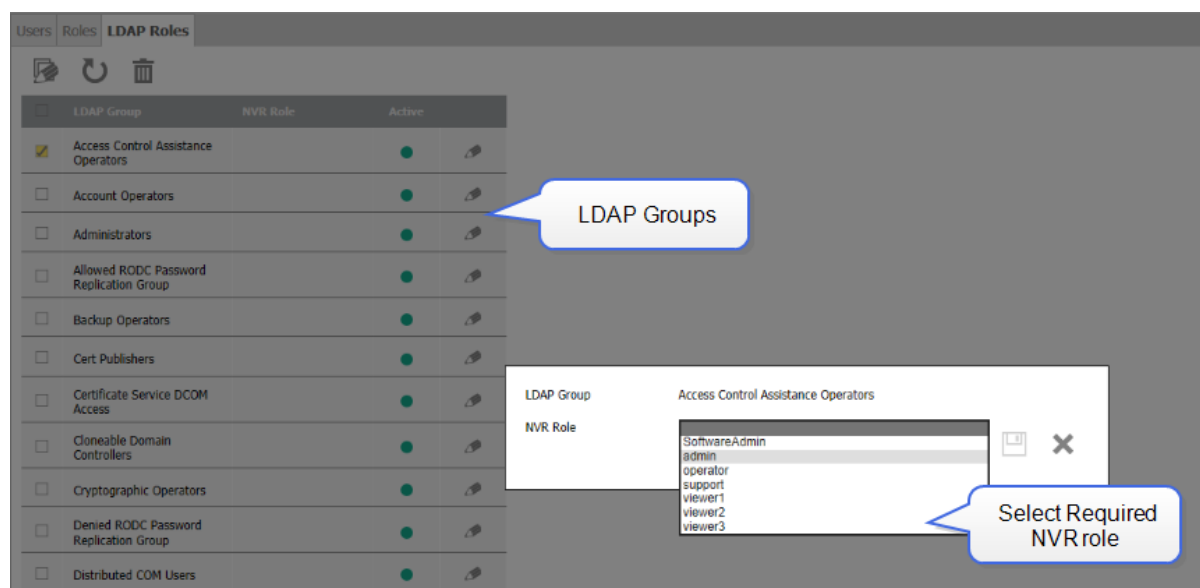 Users Roles LDAP Roles
LDAP Group NVR Role Active
Access Control Assistance
Operators
Account Operators
Administrators
Allowed RODC Password
Replication Group
Backup Operators
Cert Publishers
Certificate Service DCOM
Access
Cloneable Domain
Controllers
Cryptographic Operators
Denied RODC Password
Replication Group
Distributed COM Users
LDAP Groups
LDAP Group Access Control Assistance Operators
NVR Role
SoftwareAdmin
admin
operator
support
viewer1
viewer2
viewer3
Select Required
NVR role